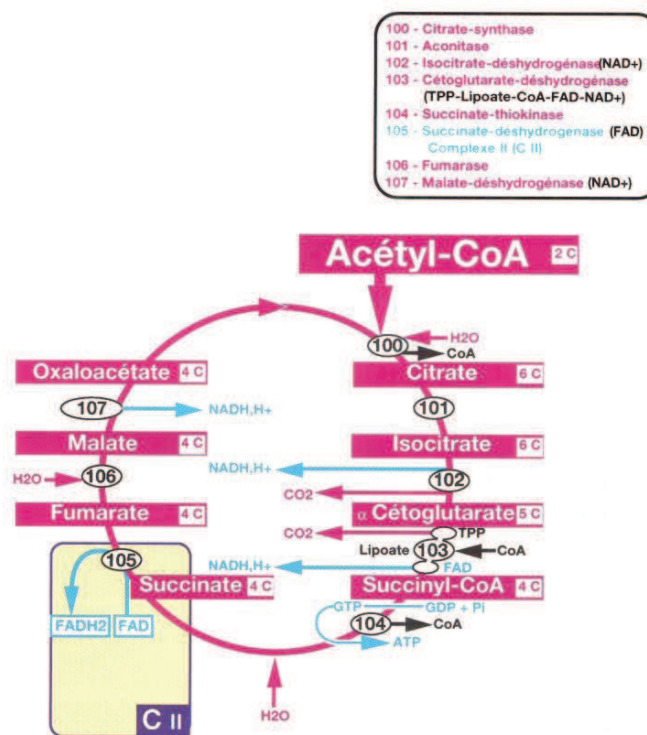 100 - Citrate-synthase
101 - Aconitase
102 - Isocitrate-déshydrogénase(NAD+)
103 - Cétoglutarate-déshydrogénase
(TPP-Lipoate-CoA-FAD-NAD+)
104 - Succinate-thiokinase
105 - Succinate-déshydrogenase (FAD)
Complexe II (C II)
106 - Fumarase
107 - Malate-déshydrogénase (NAD+)
Acétyl-CoA 2 C
100 H2O
CoA
Oxaloacétate 4 C
Citrate 6 C
107 NADH,H+
101
Malate 4 C
Isocitrate 6 C
H2O 106
NADH,H+ 102
CO2
Fumarate 4 C
α Cétoglutarate 5 C
CO2 TPP
Lipoate 103 CoA
105
NADH,H+ FAD
Succinate 4 C
Succinyl-CoA 4 C
GTP GDP + Pi
FADH2 FAD
104 CoA
ATP
C II
H2O